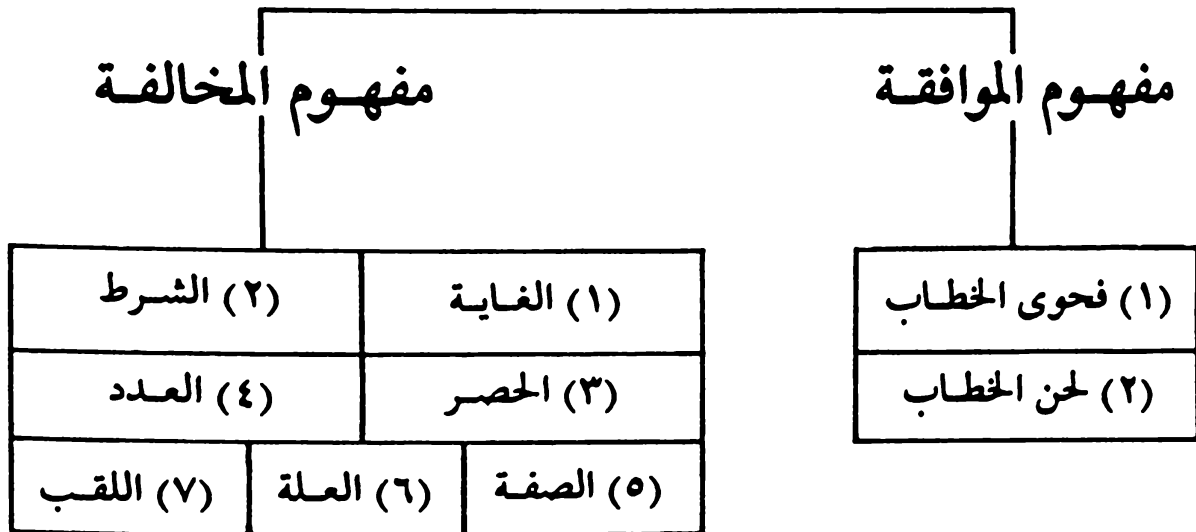 مفهوم الموافقة
مفهوم المخالفة
(١) فحوى الخطاب
(٢) لحن الخطاب
(١) الغاية
(٢) الشرط
(٣) الحصر
(٤) العدد
(٥) الصفة
(٦) العلة
(٧) اللقب